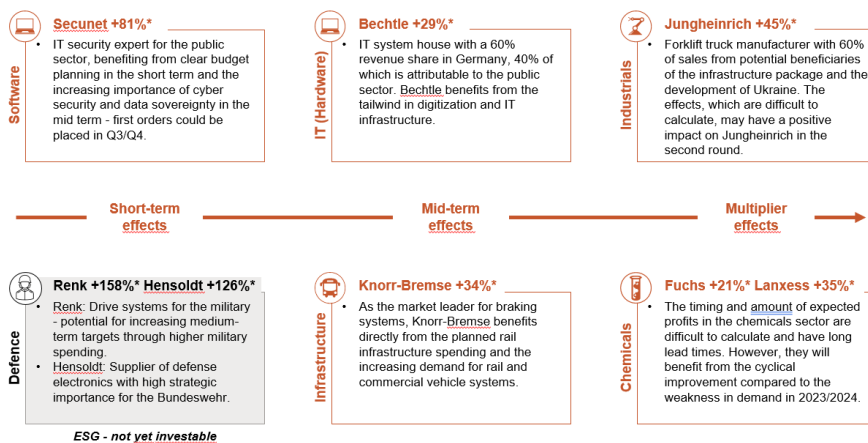 Secunet +81%*
Software
• IT security expert for the public
sector, benefiting from clear budget
planning in the short term and the
increasing importance of cyber
security and data sovereignty in the
mid term - first orders could be
placed in Q3/Q4.
Bechtle +29%*
IT (Hardware)
• IT system house with a 60%
revenue share in Germany, 40% of
which is attributable to the public
sector. Bechtle benefits from the
tailwind in digitization and IT
infrastructure.
Jungheinrich +45%*
Industrials
• Forklift truck manufacturer with 60%
of sales from potential beneficiaries
of the infrastructure package and the
development of Ukraine. The
effects, which are difficult to
calculate, may have a positive
impact on Jungheinrich in the
second round.
Short-term
effects
Mid-term
effects
Multiplier
effects
Renk +158%* Hensoldt +126%*
Defence
• Renk: Drive systems for the military
- potential for increasing medium-
term targets through higher military
spending.
• Hensoldt: Supplier of defense
electronics with high strategic
importance for the Bundeswehr.
ESG - not yet investable
Knorr-Bremse +34%*
Infrastructure
• As the market leader for braking
systems, Knorr-Bremse benefits
directly from the planned rail
infrastructure spending and the
increasing demand for rail and
commercial vehicle systems.
Fuchs +21%* Lanxess +35%*
Chemicals
• The timing and amount of expected
profits in the chemicals sector are
difficult to calculate and have long
lead times. However, they will
benefit from the cyclical
improvement compared to the
weakness in demand in 2023/2024.